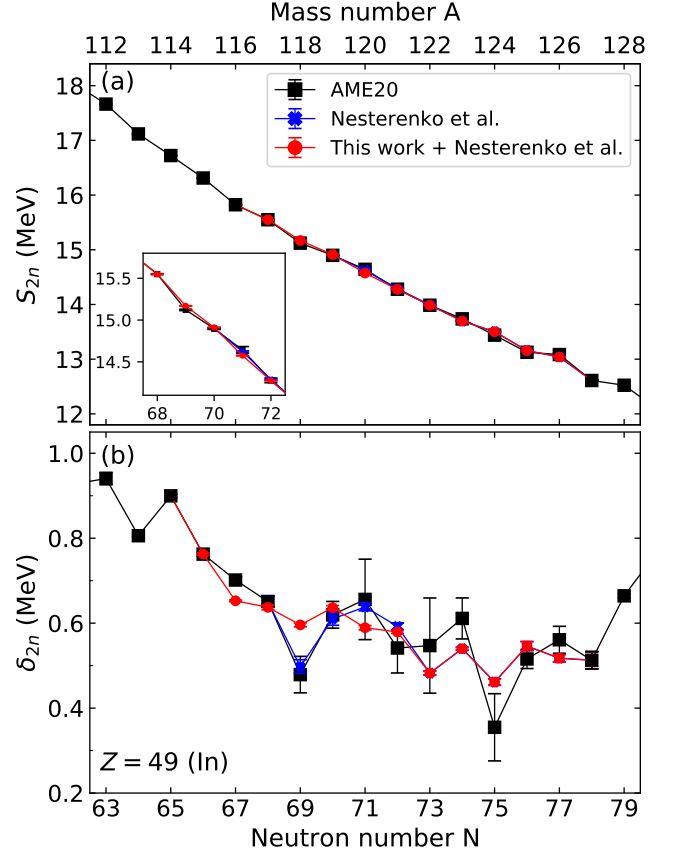 Mass number A
112 114 116 118 120 122 124 126 128
(a)
AME20
Nesterenko et al.
This work + Nesterenko et al.
18
17
16
15
14
13
12
S2n (MeV)
15.5
15.0
14.5
68 70 72
(b)
1.0
0.8
0.6
0.4
0.2
δ2n (MeV)
Z = 49 (In)
63 65 67 69 71 73 75 77 79
Neutron number N